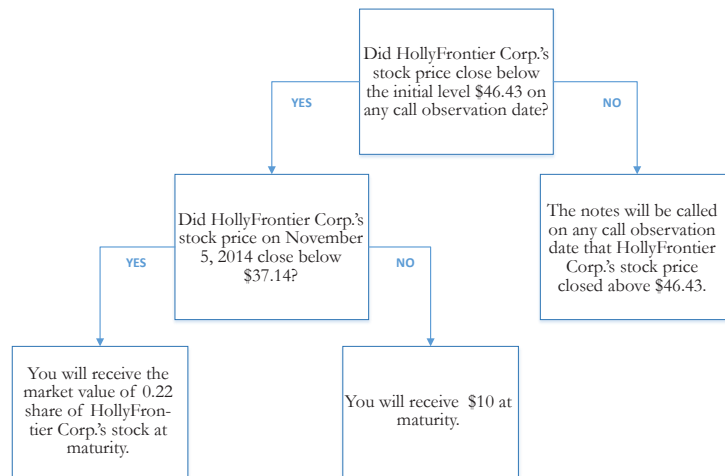 Did HollyFrontier Corp.'s
stock price close below
the initial level $46.43 on
any call observation date?
YES
NO
Did HollyFrontier Corp.'s
stock price on November
5, 2014 close below
$37.14?
The notes will be called
on any call observation
date that HollyFrontier
Corp.'s stock price
closed above $46.43.
YES
NO
You will receive the
market value of 0.22
share of HollyFron-
tier Corp.'s stock at
maturity.
You will receive $10 at
maturity.